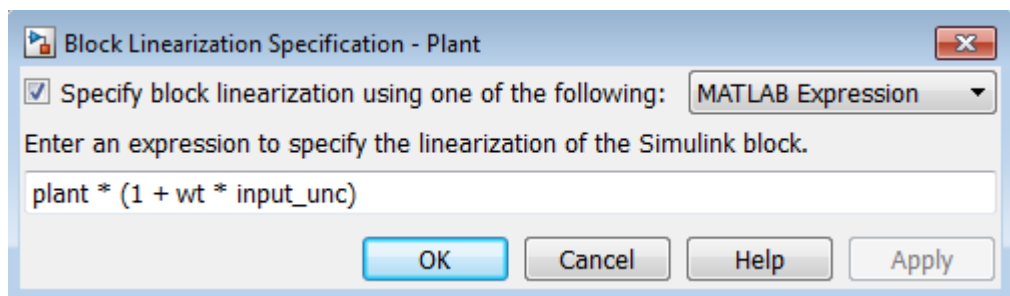 Block Linearization Specification - Plant
Specify block linearization using one of the following: MATLAB Expression
Enter an expression to specify the linearization of the Simulink block.
plant * (1 + wt * input_unc)
OK Cancel Help Apply